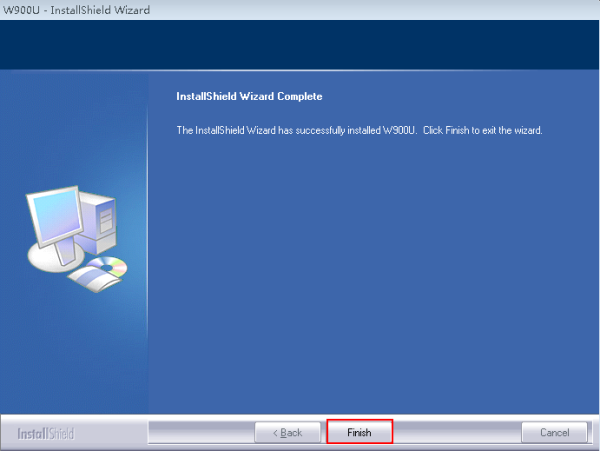 W900U - InstallShield Wizard
InstallShield Wizard Complete
The InstallShield Wizard has successfully installed W900U. Click Finish to exit the wizard.
InstallShield
< Back
Finish
Cancel